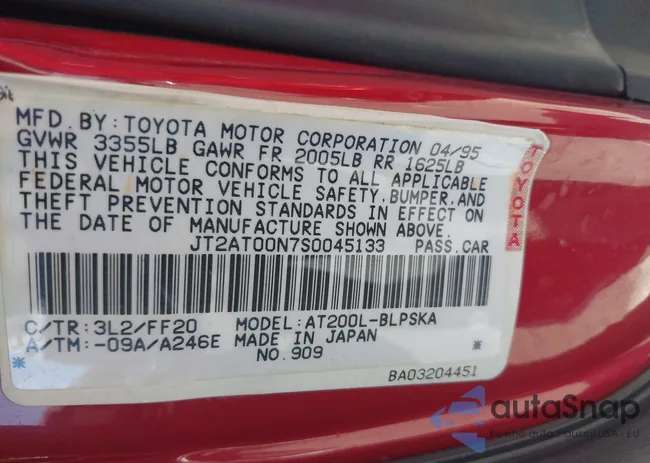 MFD. BY: TOYOTA MOTOR CORPORATION 04/95
GVWR 3355LB GAWR FR 2005LB RR 1625LB
THIS VEHICLE CONFORMS TO ALL APPLICABLE
FEDERAL MOTOR VEHICLE SAFETY, BUMPER, AND
THEFT PREVENTION STANDARDS IN EFFECT ON
THE DATE OF MANUFACTURE SHOWN ABOVE.
JT2AT00N7S0045133 PASS. CAR
TOYOTA
C/TR: 3L2/FF20 MODEL: AT200L-BLPSKA
A/TM: -09A/A246E MADE IN JAPAN
NO. 909
BA03204451
autoSnap